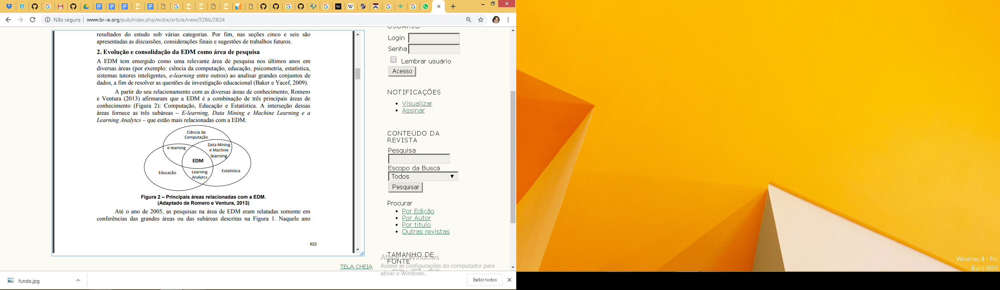 Não seguro | www.br-ie.org/pub/index.php/wcbie/article/view/3286/2824
resultados do estudo sob várias categorias. Por fim, nas seções cinco e seis são
apresentadas as discussões, considerações finais e sugestões de trabalhos futuros.
2. Evolução e consolidação da EDM como área de pesquisa
A EDM tem emergido como uma relevante área de pesquisa nos últimos anos em
diversas áreas (por exemplo: ciência da computação, educação, psicometria, estatística,
sistemas tutores inteligentes, e-learning entre outros) ao analisar grandes conjuntos de
dados, a fim de resolver as questões de investigação educacional (Baker e Yacef, 2009).
A partir do seu relacionamento com as diversas áreas de conhecimento, Romero
e Ventura (2013) afirmaram que a EDM é a combinação de três principais áreas de
conhecimento (Figura 2): Computação, Educação e Estatística. A interseção dessas
áreas fornece as três subáreas – E-learning, Data Mining e Machine Learning e a
Learning Analytcs – que estão mais relacionadas com a EDM.
Ciência da
Computação
e-learning
Data Mining
e Machine
learning
EDM
Educação
Learning
Analytcs
Estatística
Figura 2 – Principais áreas relacionadas com a EDM.
(Adaptado de Romero e Ventura, 2013)
Até o ano de 2005, as pesquisas na área de EDM eram relatadas somente em
conferências das grandes áreas ou das subáreas descritas na Figura 1. Naquele ano
622
TELA CHEIA
USUÁRIO
Login
Senha
Lembrar usuário
Acesso
NOTIFICAÇÕES
Visualizar
Assinar
CONTEÚDO DA
REVISTA
Pesquisa
Escopo da Busca
Todos
Pesquisar
Procurar
Por Edição
Por Autor
Por título
Outras revistas
TAMANHO DE
FONTE
Ativar o Windows
Acesse as configurações do computador para
ativar o Windows.
fundo.jpg
Exibir todos
Windows 8.1 Pro
Build 9600